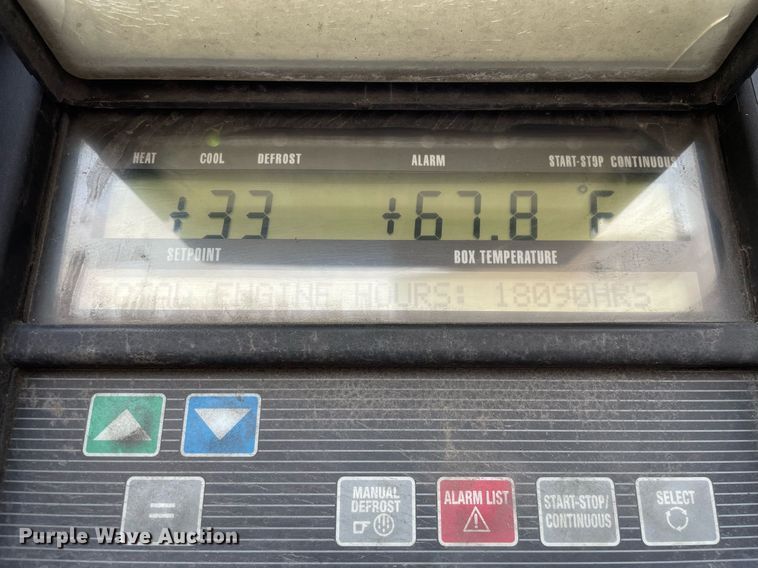 HEAT COOL DEFROST ALARM START-STOP CONTINUOUS
+33 +67.8 °F
SETPOINT BOX TEMPERATURE
OTAL ENGINE HOURS: 18090HRS
=
MANUAL DEFROST ALARM LIST START-STOP/ CONTINUOUS SELECT
Purple Wave Auction